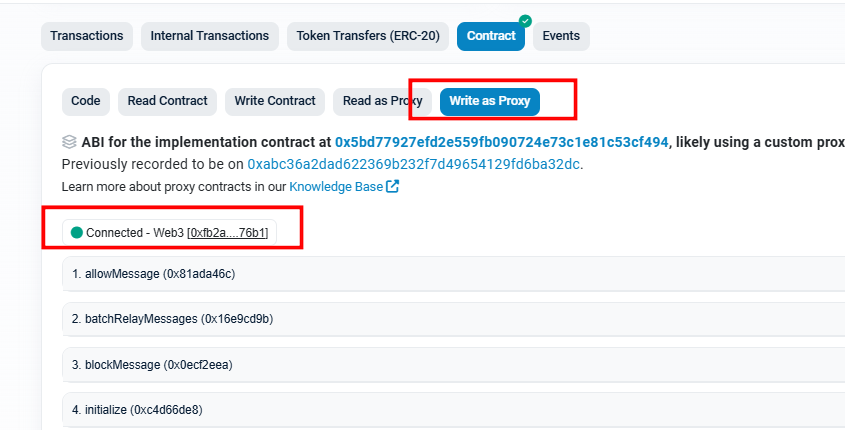 Transactions Internal Transactions Token Transfers (ERC-20) Contract Events
Code Read Contract Write Contract Read as Proxy Write as Proxy
ABI for the implementation contract at 0x5bd77927efd2e559fb090724e73c1e81c53cf494, likely using a custom prox
Previously recorded to be on 0xabc36a2dad622369b232f7d49654129fd6ba32dc.
Learn more about proxy contracts in our Knowledge Base
Connected - Web3 [0xfb2a....76b1]
1. allowMessage (0x81ada46c)
2. batchRelayMessages (0x16e9cd9b)
3. blockMessage (0x0ecf2eea)
4. initialize (0xc4d66de8)